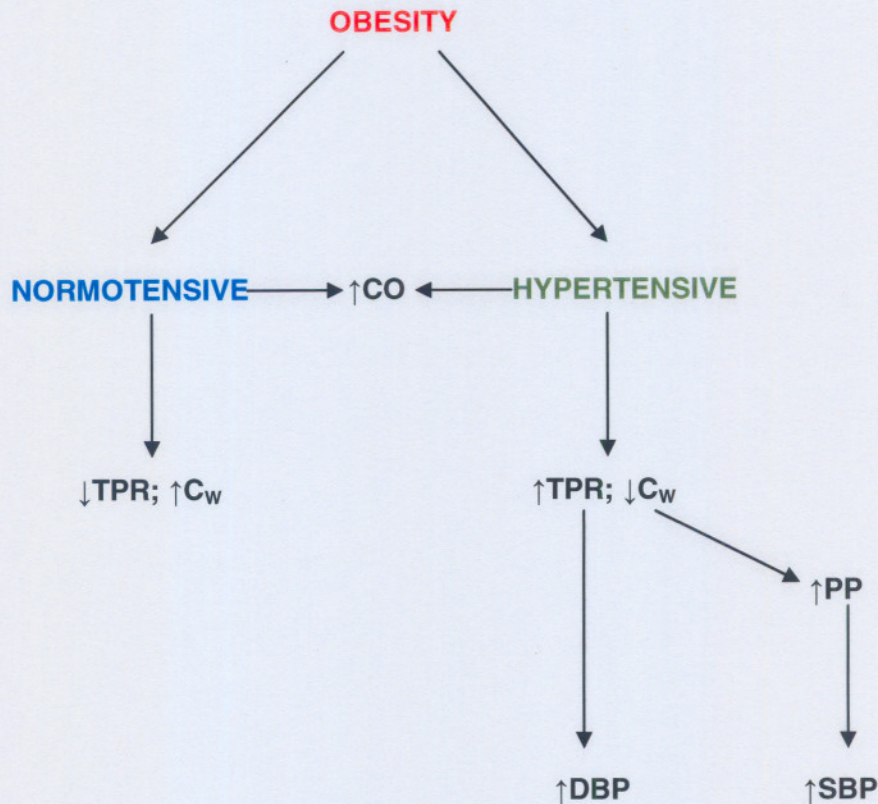 OBESITY
NORMOTENSIVE ↑CO HYPERTENSIVE
↓TPR; ↑CW ↑TPR; ↓CW
↑PP
↑DBP ↑SBP